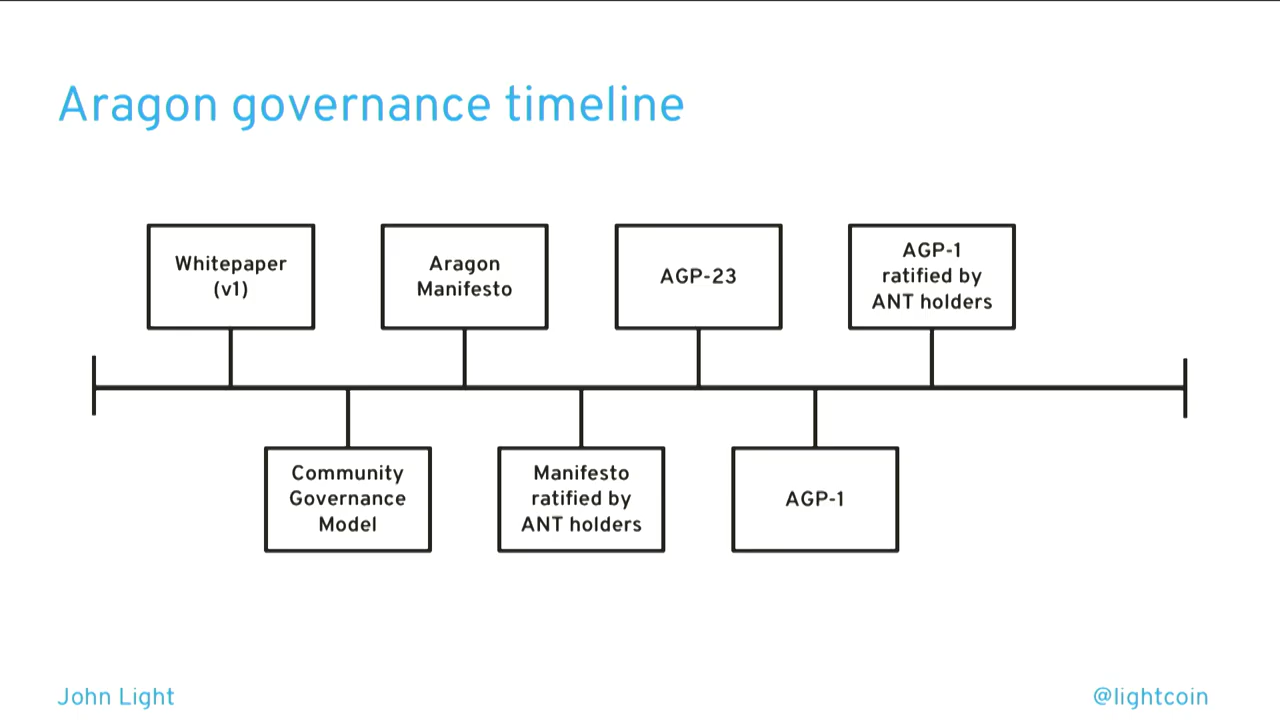 Aragon governance timeline
Whitepaper
(v1)
Aragon
Manifesto
AGP-23
AGP-1
ratified by
ANT holders
Community
Governance
Model
Manifesto
ratified by
ANT holders
AGP-1
John Light
@lightcoin